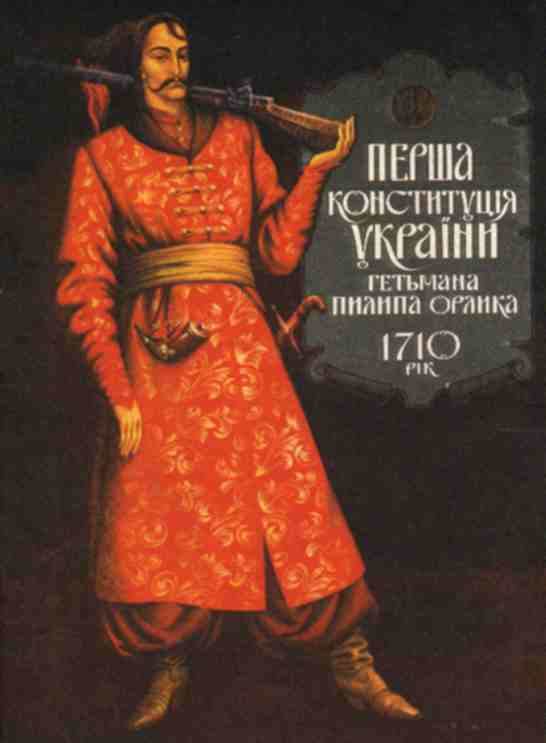 ПЕРША
КОНСТИТУЦІЯ
УКРАЇНИ
ГЕТЬМАНА
ПИЛИПА ОРЛИКА
1710
РІК